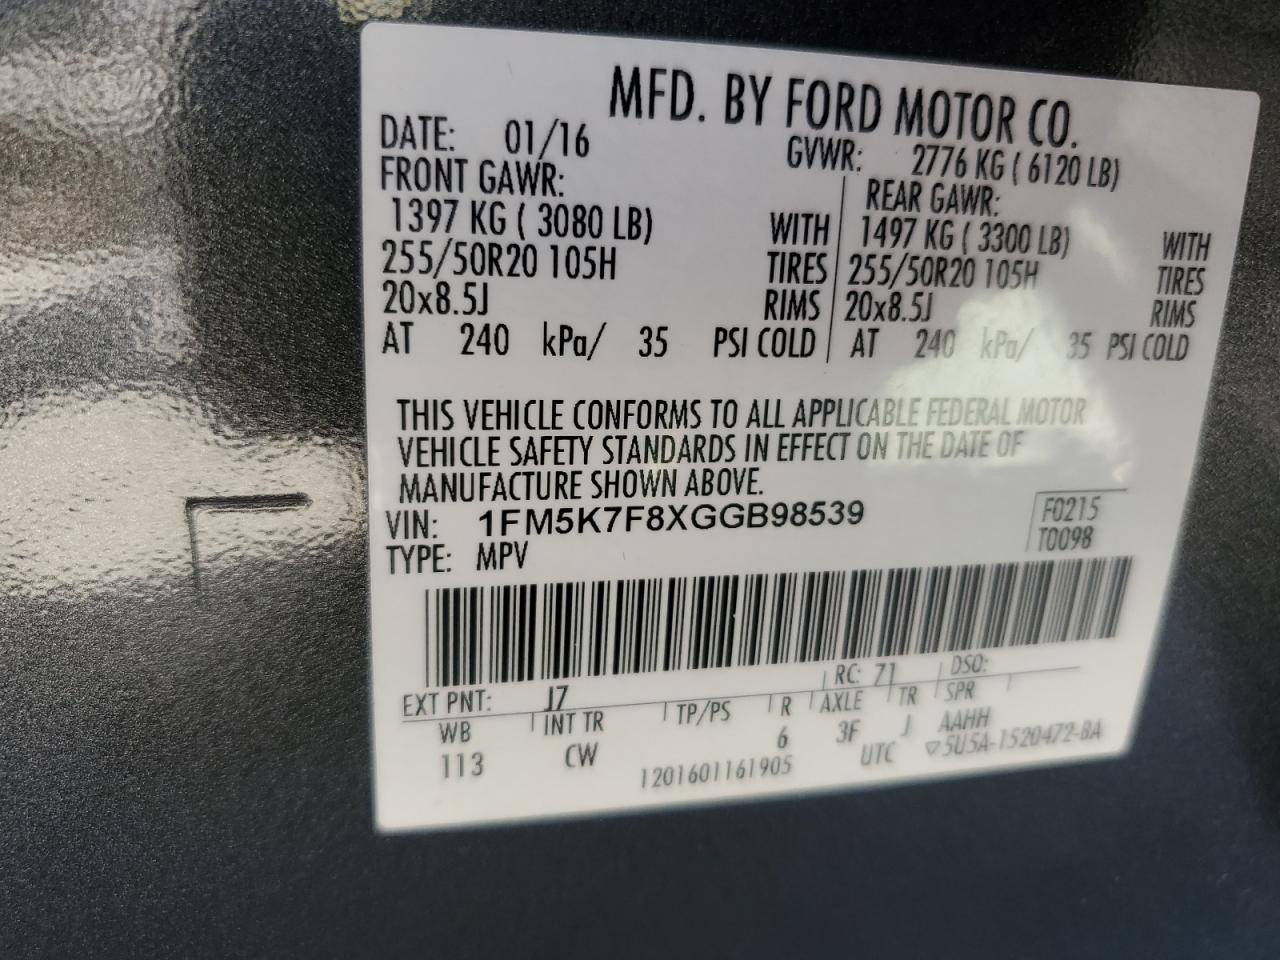 MFD. BY FORD MOTOR CO.
DATE: 01/16 GVWR: 2776 KG ( 6120 LB)
FRONT GAWR: REAR GAWR:
1397 KG ( 3080 LB) WITH 1497 KG ( 3300 LB) WITH
255/50R20 105H TIRES 255/50R20 105H TIRES
20x8.5J RIMS 20x8.5J RIMS
AT 240 kPa/ 35 PSI COLD AT 240 kPa/ 35 PSI COLD
THIS VEHICLE CONFORMS TO ALL APPLICABLE FEDERAL MOTOR
VEHICLE SAFETY STANDARDS IN EFFECT ON THE DATE OF
MANUFACTURE SHOWN ABOVE.
VIN: 1FM5K7F8XGGB98539 F0215
TYPE: MPV T0098
EXT PNT: J7 RC: 71 DSO:
WB INT TR TP/PS R AXLE TR SPR
113 CW 6 3F J AAHH
1201601161905 UTC ▽5U5A-1520472-BA